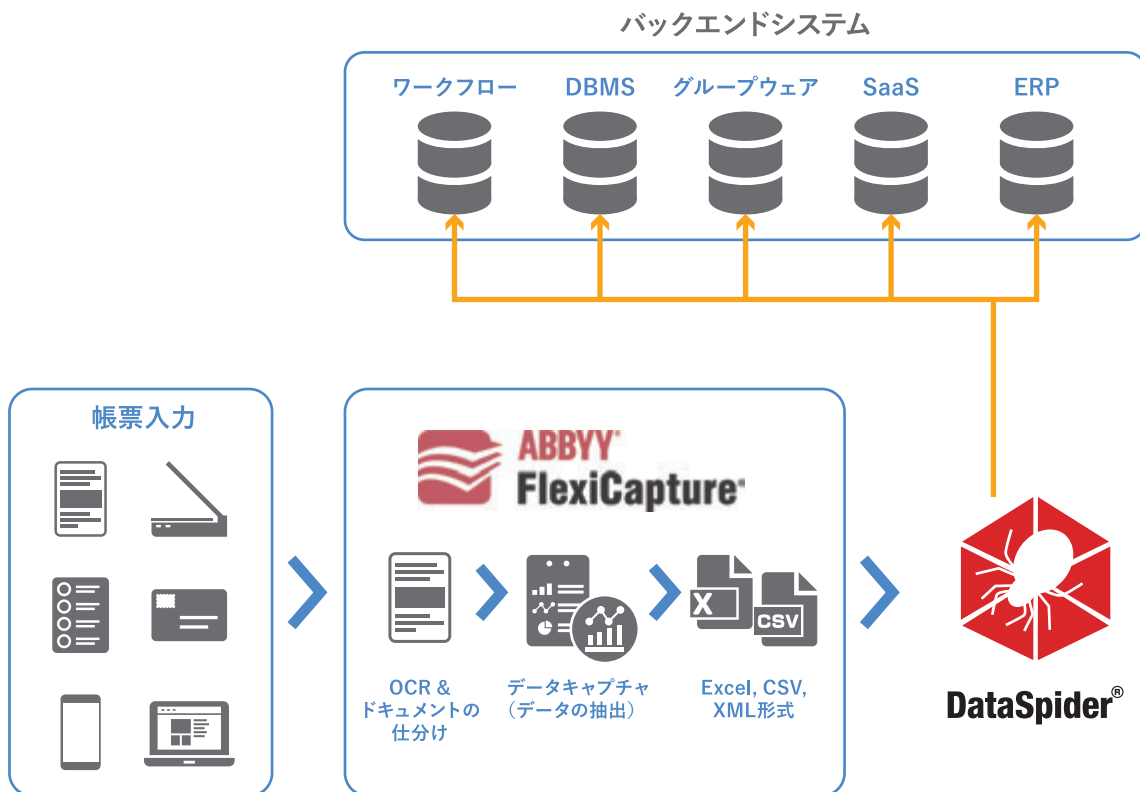 バックエンドシステム
ワークフロー
DBMS
グループウェア
SaaS
ERP
帳票入力
ABBYY®
FlexiCapture®
X
CSV
OCR &
ドキュメントの
仕分け
データキャプチャ
（データの抽出）
Excel, CSV,
XML形式
DataSpider®